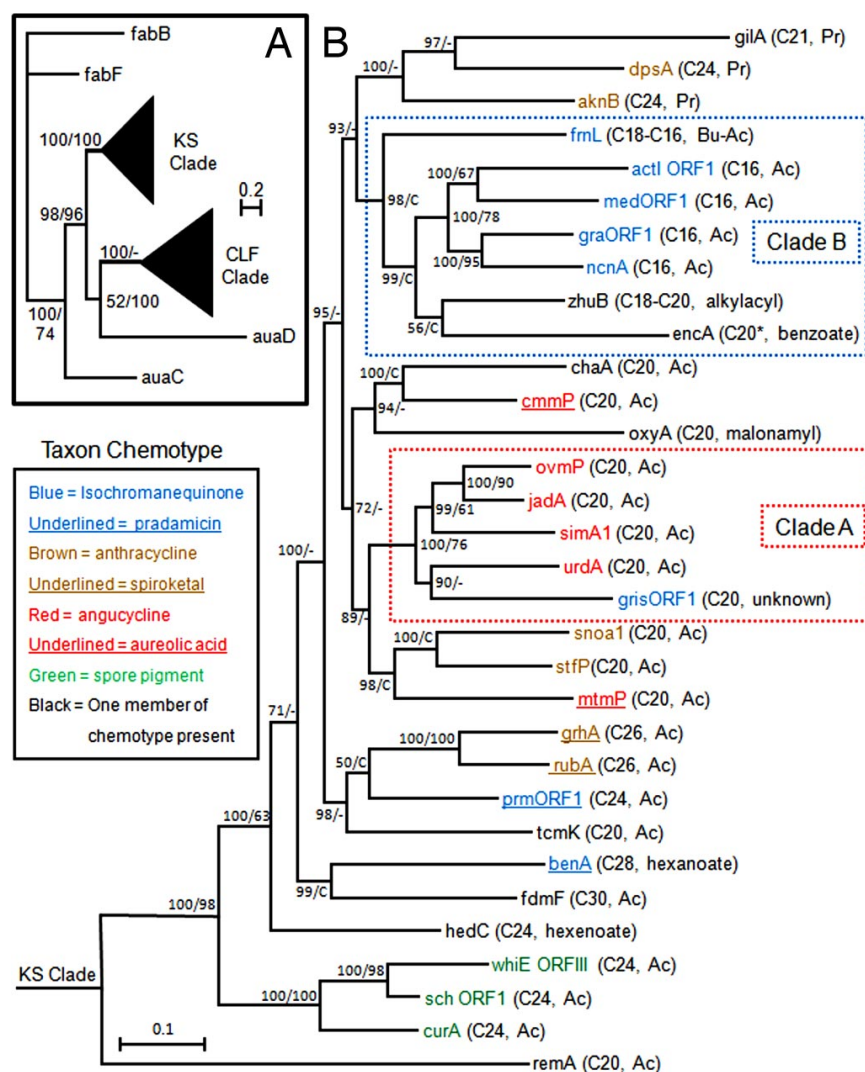 A
fabB
fabF
100/100
KS
Clade
0.2
98/96
100/-
CLF
Clade
52/100
100/
74
auaD
auaC
Taxon Chemotype
Blue = Isochromanequinone
Underlined = pradamicin
Brown = anthracycline
Underlined = spiroketal
Red = angucycline
Underlined = aureolic acid
Green = spore pigment
Black = One member of
chemotype present
B
97/-
gilA (C21, Pr)
100/-
dpsA (C24, Pr)
aknB (C24, Pr)
93/-
frnL (C18-C16, Bu-Ac)
100/67
actI ORF1 (C16, Ac)
98/C
medORF1 (C16, Ac)
100/78
graORF1 (C16, Ac)
Clade B
100/95
ncnA (C16, Ac)
99/C
zhuB (C18-C20, alkylacyl)
56/C
encA (C20*, benzoate)
95/-
100/C
chaA (C20, Ac)
cmmP (C20, Ac)
94/-
oxyA (C20, malonamyl)
ovmP (C20, Ac)
100/90
jadA (C20, Ac)
99/61
72/-
simA1 (C20, Ac)
Clade A
100/76
urdA (C20, Ac)
90/-
grisORF1 (C20, unknown)
100/-
89/-
100/C
snoa1 (C20, Ac)
stfP(C20, Ac)
98/C
mtmP (C20, Ac)
71/-
100/100
grhA (C26, Ac)
50/C
rubA (C26, Ac)
prmORF1 (C24, Ac)
98/-
tcmK (C20, Ac)
100/63
benA (C28, hexanoate)
99/C
fdmF (C30, Ac)
100/98
hedC (C24, hexenoate)
KS Clade
100/98
whiE ORFIII (C24, Ac)
100/100
sch ORF1 (C24, Ac)
curA (C24, Ac)
0.1
remA (C20, Ac)